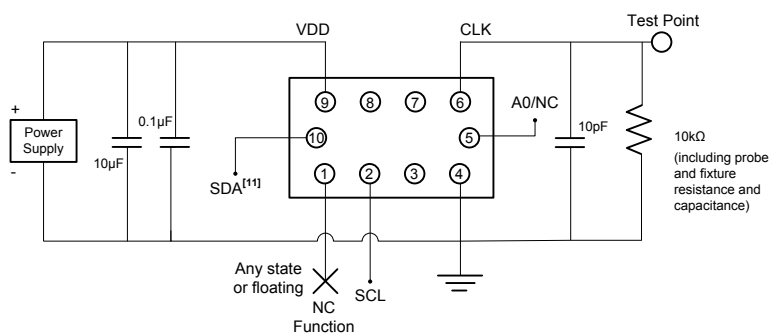 VDD
CLK
Test Point
+
Power
Supply
-
10µF
0.1µF
9
8
7
6
10
5
1
2
3
4
A0/NC
SDA[11]
10pF
10kΩ
(including probe
and fixture
resistance and
capacitance)
Any state
or floating
NC
Function
SCL